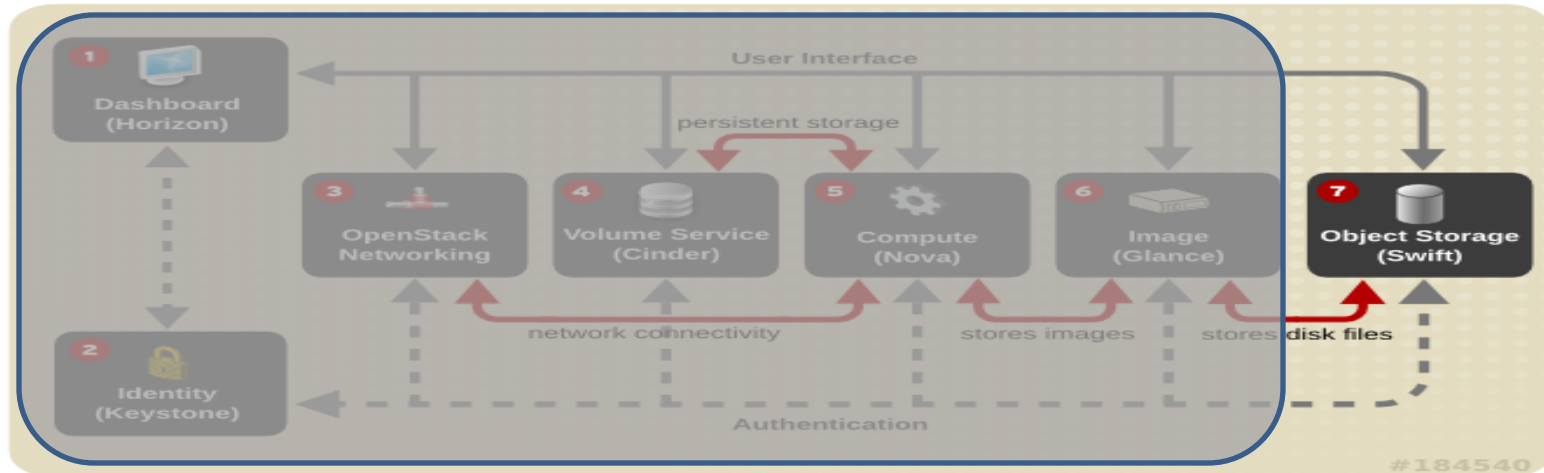 User Interface
1
Dashboard
(Horizon)
persistent storage
3
OpenStack
Networking
4
Volume Service
(Cinder)
5
Compute
(Nova)
6
Image
(Glance)
7
Object Storage
(Swift)
network connectivity
stores images
stores disk files
2
Identity
(Keystone)
Authentication
#184540